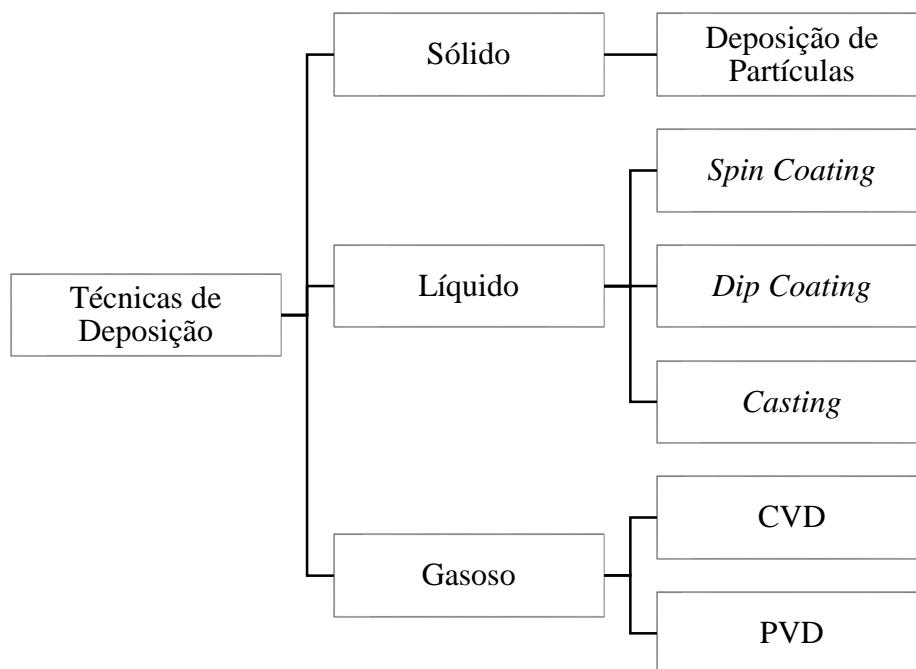 Técnicas de
Deposição
Sólido
Deposição de
Partículas
Líquido
Spin Coating
Dip Coating
Casting
Gasoso
CVD
PVD